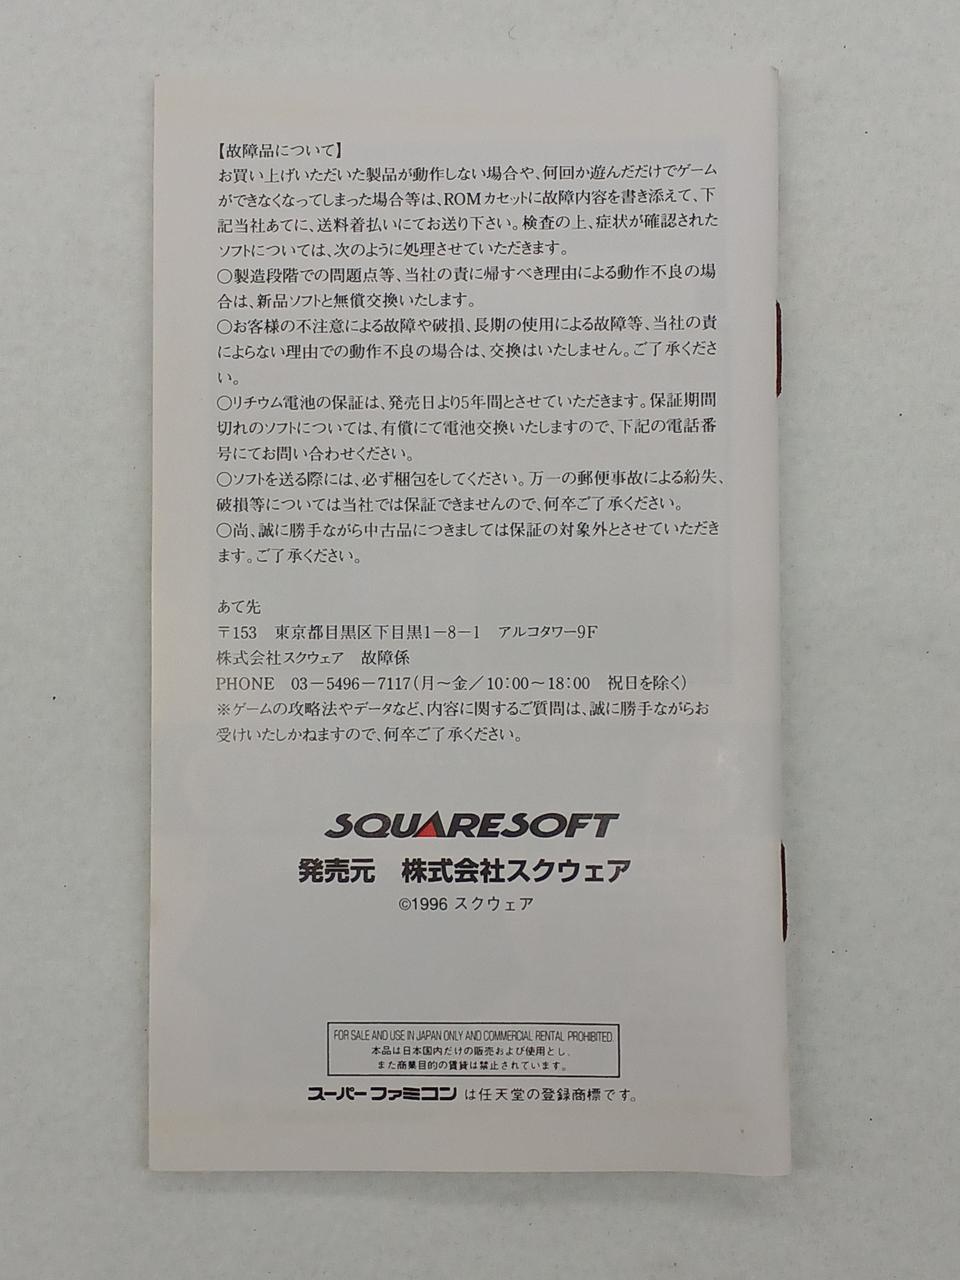 【故障品について】
お買い上げいただいた製品が動作しない場合や、何回か遊んだだけでゲーム
ができなくなってしまった場合等は、ROMカセットに故障内容を書き添えて、下
記当社あてに、送料着払いにてお送り下さい。検査の上、症状が確認された
ソフトについては、次のように処理させていただきます。
○製造段階での問題点等、当社の責に帰すべき理由による動作不良の場
合は、新品ソフトと無償交換いたします。
○お客様の不注意による故障や破損、長期の使用による故障等、当社の責
によらない理由での動作不良の場合は、交換はいたしません。ご了承くださ
い。
○リチウム電池の保証は、発売日より5年間とさせていただきます。保証期間
切れのソフトについては、有償にて電池交換いたしますので、下記の電話番
号にてお問い合わせください。
○ソフトを送る際には、必ず梱包をしてください。万一の郵便事故による紛失、
破損等については当社では保証できませんので、何卒ご了承ください。
○尚、誠に勝手ながら中古品につきましては保証の対象外とさせていただき
ます。ご了承ください。
あて先
〒153 東京都目黒区下目黒1－8－1 アルコタワー9F
株式会社スクウェア 故障係
PHONE 03－5496－7117(月～金／10:00～18:00 祝日を除く)
※ゲームの攻略法やデータなど、内容に関するご質問は、誠に勝手ながらお
受けいたしかねますので、何卒ご了承ください。
SQUARESOFT
発売元 株式会社スクウェア
©1996 スクウェア
FOR SALE AND USE IN JAPAN ONLY AND COMMERCIAL RENTAL PROHIBITED.
本品は日本国内だけの販売および使用とし、
また商業目的の賃貸は禁止されています。
スーパーファミコン は任天堂の登録商標です。